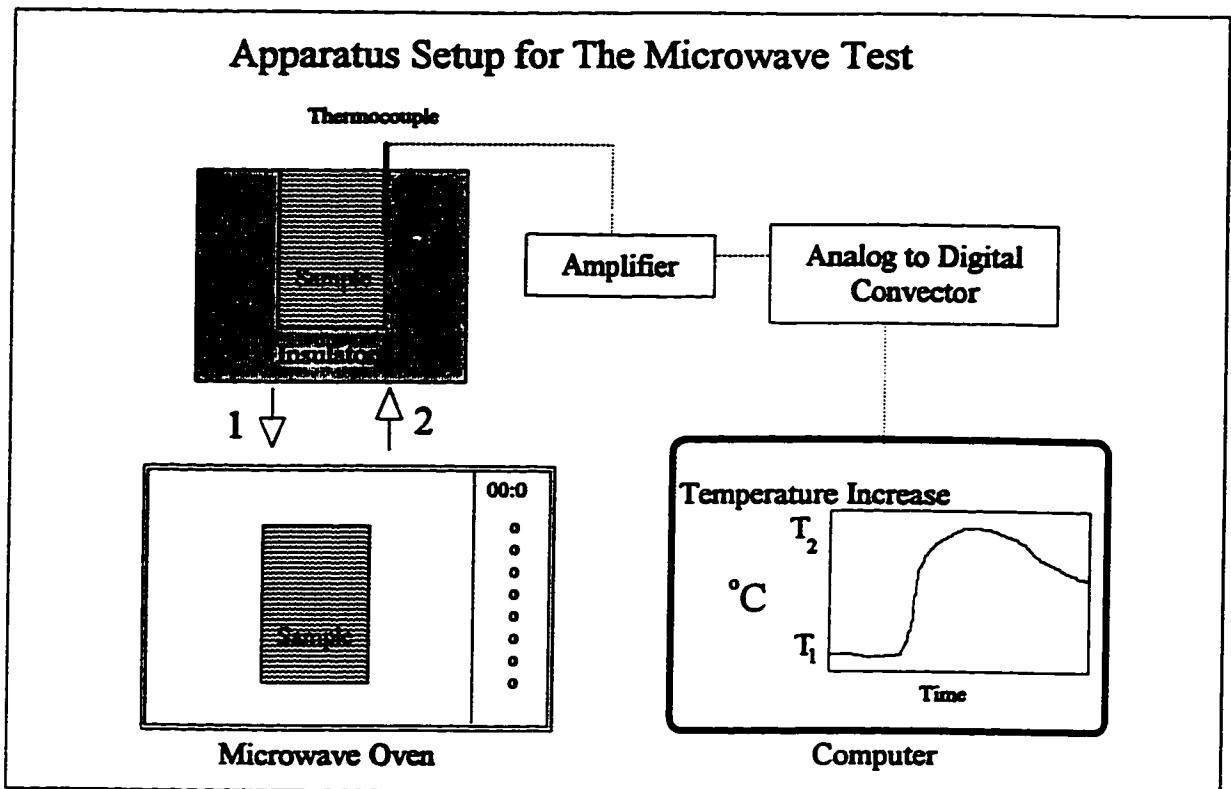 Apparatus Setup for The Microwave Test
Thermocouple
Sample
Insulator
Amplifier
Analog to Digital
Convector
1
2
00:0
Sample
Microwave Oven
Temperature Increase
T2
°C
T1
Time
Computer